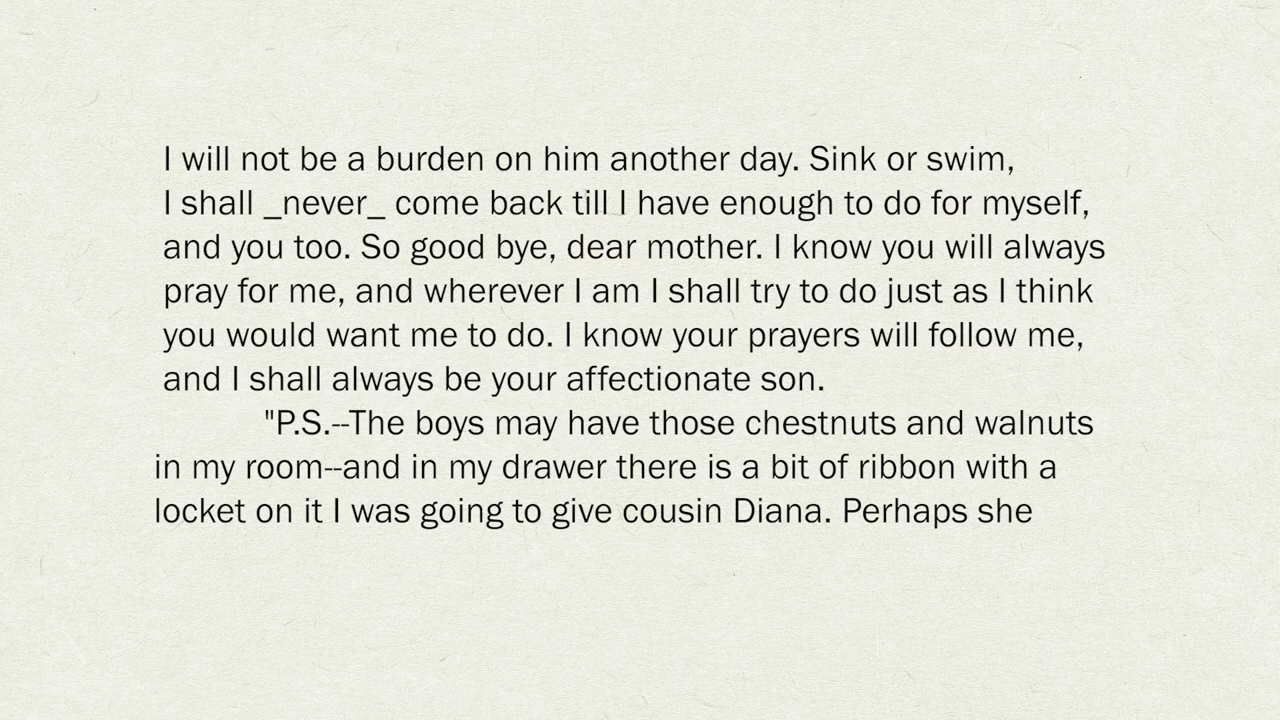 I will not be a burden on him another day. Sink or swim,
I shall _never_ come back till I have enough to do for myself,
and you too. So good bye, dear mother. I know you will always
pray for me, and wherever I am I shall try to do just as I think
you would want me to do. I know your prayers will follow me,
and I shall always be your affectionate son.
"P.S.--The boys may have those chestnuts and walnuts
in my room--and in my drawer there is a bit of ribbon with a
locket on it I was going to give cousin Diana. Perhaps she